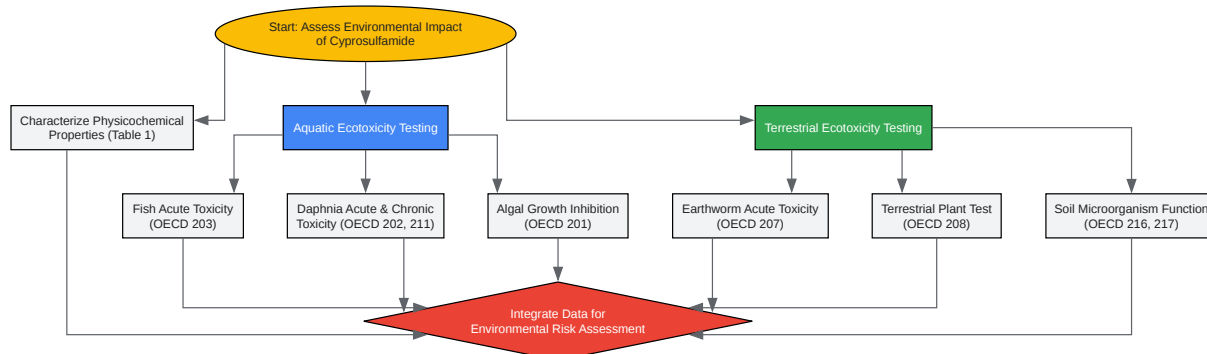 Start: Assess Environmental Impact
of Cyprosulfamide
Characterize Physicochemical
Properties (Table 1)
Aquatic Ecotoxicity Testing
Terrestrial Ecotoxicity Testing
Fish Acute Toxicity
(OECD 203)
Daphnia Acute & Chronic
Toxicity (OECD 202, 211)
Algal Growth Inhibition
(OECD 201)
Earthworm Acute Toxicity
(OECD 207)
Terrestrial Plant Test
(OECD 208)
Soil Microorganism Function
(OECD 216, 217)
Integrate Data for
Environmental Risk Assessment